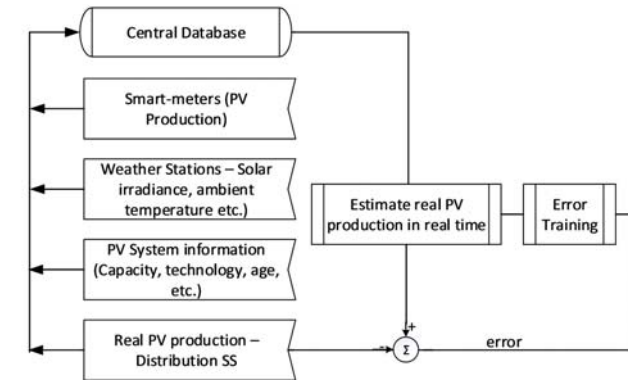 Central Database
Smart-meters (PV
Production)
Weather Stations – Solar
irradiance, ambient
temperature etc.)
Estimate real PV
production in real time
Error
Training
PV System information
(Capacity, technology, age,
etc.)
Real PV production –
Distribution SS
+
-
Σ
error